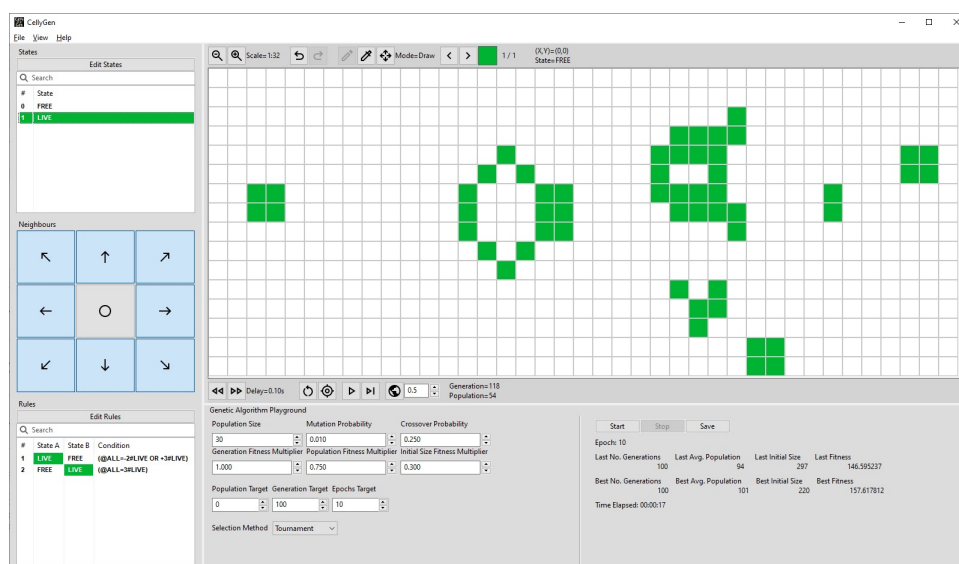 CellyGen
File View Help
States
Edit States
Search
# State
0 FREE
1 LIVE
Neighbours
Rules
Edit Rules
Search
# State A State B Condition
1 LIVE FREE (@ALL=-2#LIVE OR +3#LIVE)
2 FREE LIVE (@ALL=3#LIVE)
Scale=1:32 Mode=Draw 1 / 1 (X,Y)=(0,0)
State=FREE
Delay=0.10s 0.5 Generation=118
Population=54
Genetic Algorithm Playground
Population Size Mutation Probability Crossover Probability
30 0.010 0.250
Generation Fitness Multiplier Population Fitness Multiplier Initial Size Fitness Multiplier
1.000 0.750 0.300
Population Target Generation Target Epochs Target
0 100 10
Selection Method Tournament
Start Stop Save
Epoch: 10
Last No. Generations Last Avg. Population Last Initial Size Last Fitness
100 94 297 146.595237
Best No. Generations Best Avg. Population Best Initial Size Best Fitness
100 101 220 157.617812
Time Elapsed: 00:00:17